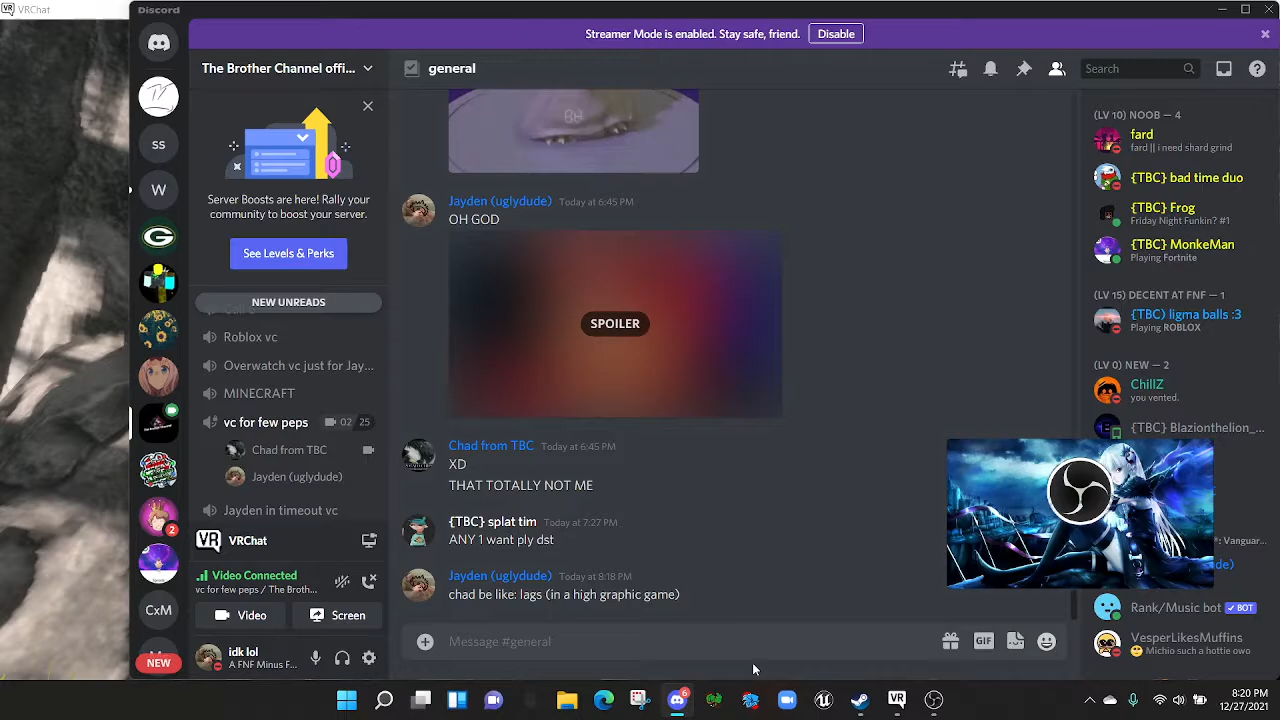 VRChat
Discord
Streamer Mode is enabled. Stay safe, friend.
Disable
The Brother Channel offi...
general
Search
Server Boosts are here! Rally your
community to boost your server.
See Levels & Perks
NEW UNREADS
Roblox vc
Overwatch vc just for Jay...
MINECRAFT
vc for few peps
02 25
Chad from TBC
Jayden (uglydude)
Jayden in timeout vc
VRChat
Video Connected
vc for few peps / The Broth...
Video
Screen
idk lol
A FNF Minus F...
ss
W
2
CxM
NEW
Jayden (uglydude) Today at 6:45 PM
OH GOD
SPOILER
Chad from TBC Today at 6:45 PM
XD
THAT TOTALLY NOT ME
{TBC} splat tim Today at 7:27 PM
ANY 1 want ply dst
Jayden (uglydude) Today at 8:18 PM
chad be like: lags (in a high graphic game)
Message #general
GIF
(LV 10) NOOB — 4
fard
fard || i need shard grind
{TBC} bad time duo
{TBC} Frog
Friday Night Funkin? #1
{TBC} MonkeMan
Playing Fortnite
(LV 15) DECENT AT FNF — 1
{TBC} ligma balls :3
Playing ROBLOX
(LV 0) NEW — 2
ChillZ
you vented.
{TBC} Blazionthelion_...
*: Vanguar...
de)
Rank/Music bot ✓ BOT
VesperLikesMuffins
Michio such a hottie owo
6
8:20 PM
12/27/2021